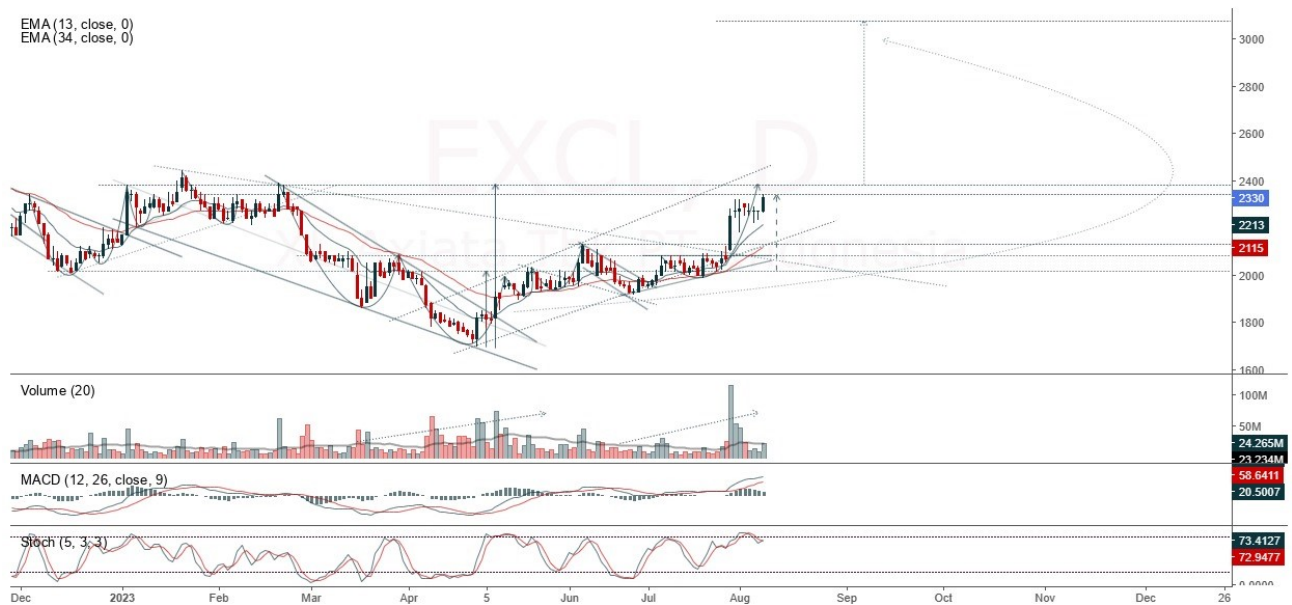 EMA (13, close, 0)
EMA (34, close, 0)
EXCL D
3000
2800
2600
2400
2330
2213
2115
2000
1800
1600
Volume (20)
100M
50M
24.265M
23.234M
MACD (12, 26, close, 9)
58.6411
20.5007
Stoch (5, 3, 3)
73.4127
72.9477
0.0000
Dec 2023 Feb Mar Apr 5 Jun Jul Aug Sep Oct Nov Dec 26